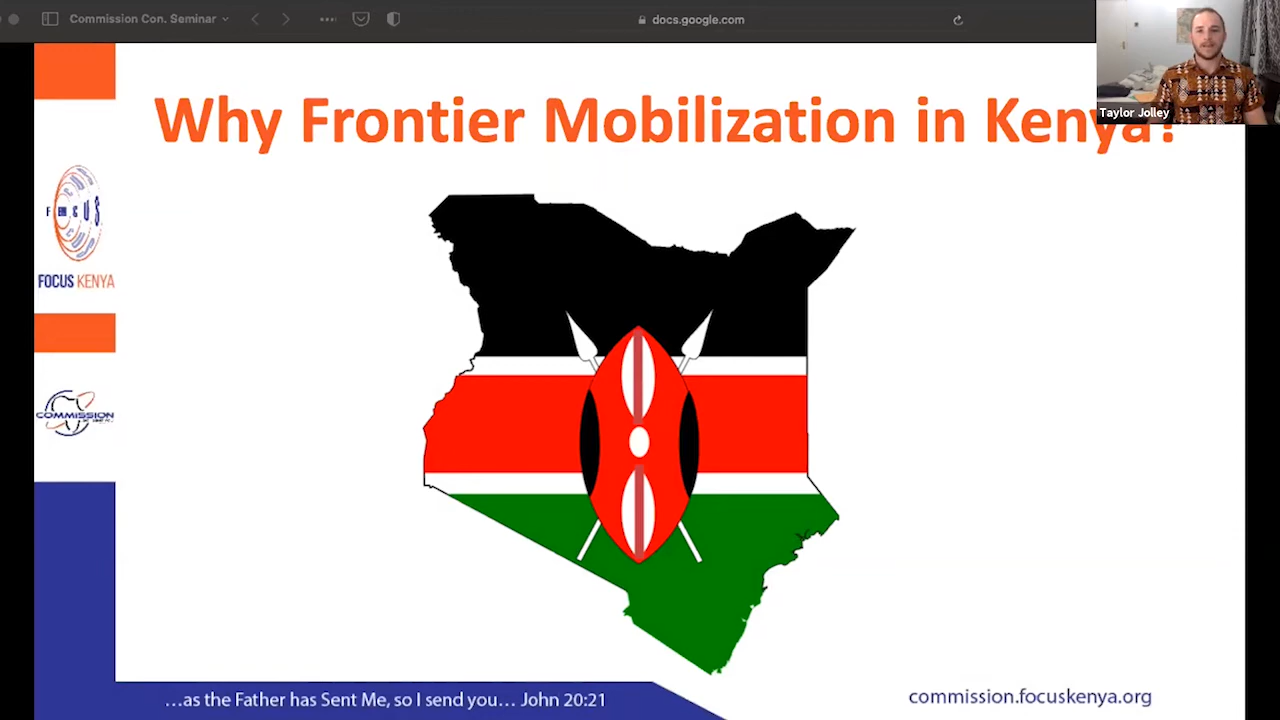 Commission Con. Seminar
docs.google.com
Taylor Jolley
Why Frontier Mobilization in Kenya?
FOCUS
FOCUS KENYA
COMMISSION
…as the Father has Sent Me, so I send you… John 20:21
commission.focuskenya.org